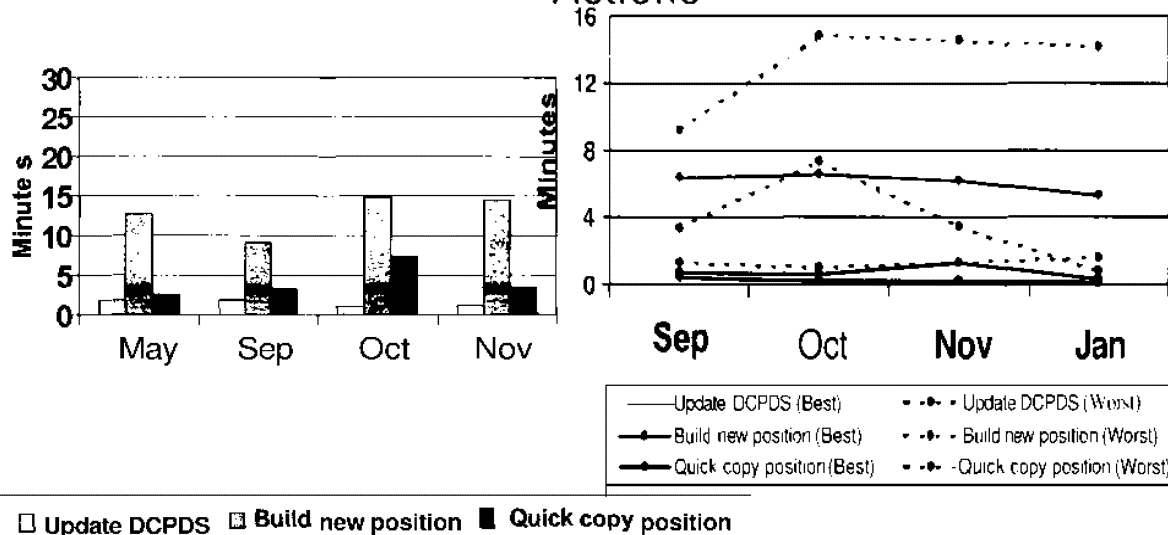 Minutes
30
25
20
15
10
5
0
May Sep Oct Nov
Minutes
16
12
8
4
0
Sep Oct Nov Jan
Update DCPDS (Best) Update DCPDS (Worst)
Build new position (Best) Build new position (Worst)
Quick copy position (Best) Quick copy position (Worst)
Update DCPDS Build new position Quick copy position